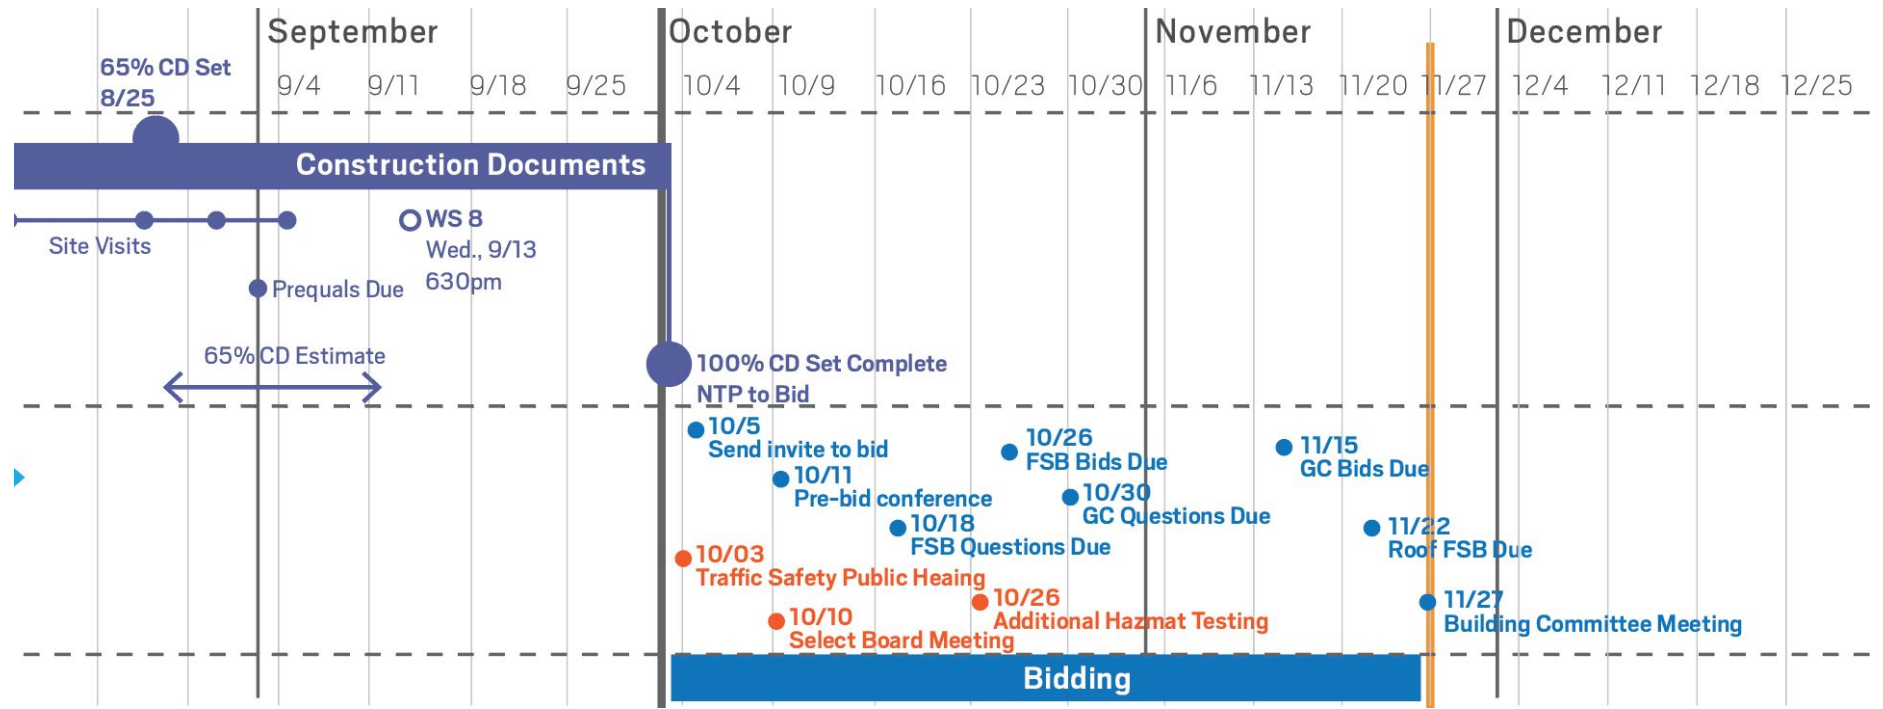 September
October
November
December
65% CD Set
8/25
9/4
9/11
9/18
9/25
10/4
10/9
10/16
10/23
10/30
11/6
11/13
11/20
11/27
12/4
12/11
12/18
12/25
Construction Documents
Site Visits
WS 8
Wed., 9/13
630pm
Prequals Due
65% CD Estimate
100% CD Set Complete
NTP to Bid
10/5
Send invite to bid
10/11
Pre-bid conference
10/18
FSB Questions Due
10/26
FSB Bids Due
10/30
GC Questions Due
11/15
GC Bids Due
11/22
Roof FSB Due
10/03
Traffic Safety Public Heaing
10/10
Select Board Meeting
10/26
Additional Hazmat Testing
11/27
Building Committee Meeting
Bidding